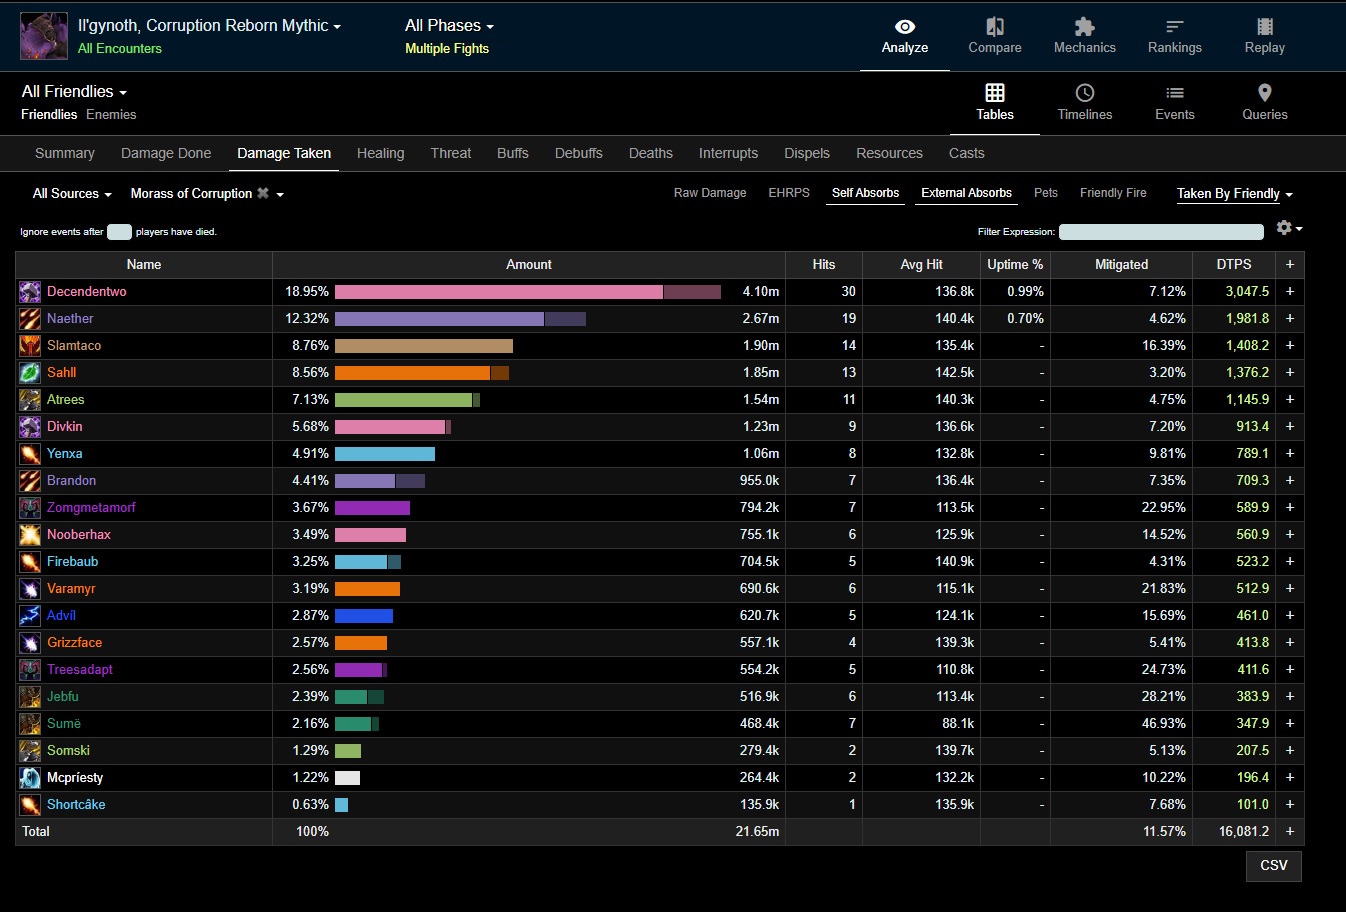 Il'gynoth, Corruption Reborn Mythic
All Encounters
All Phases
Multiple Fights
Analyze Compare Mechanics Rankings Replay
All Friendlies
Friendlies Enemies
Tables Timelines Events Queries
Summary Damage Done Damage Taken Healing Threat Buffs Debuffs Deaths Interrupts Dispels Resources Casts
All Sources Morass of Corruption Raw Damage EHRPS Self Absorbs External Absorbs Pets Friendly Fire Taken By Friendly
Ignore events after players have died. Filter Expression:
Name Amount Hits Avg Hit Uptime % Mitigated DTPS +
Decendentwo 18.95% 4.10m 30 136.8k 0.99% 7.12% 3,047.5 +
Naether 12.32% 2.67m 19 140.4k 0.70% 4.62% 1,981.8 +
Slamtaco 8.76% 1.90m 14 135.4k - 16.39% 1,408.2 +
Sahll 8.56% 1.85m 13 142.5k - 3.20% 1,376.2 +
Atrees 7.13% 1.54m 11 140.3k - 4.75% 1,145.9 +
Divkin 5.68% 1.23m 9 136.6k - 7.20% 913.4 +
Yenxa 4.91% 1.06m 8 132.8k - 9.81% 789.1 +
Brandon 4.41% 955.0k 7 136.4k - 7.35% 709.3 +
Zomgmetamorf 3.67% 794.2k 7 113.5k - 22.95% 589.9 +
Nooberhax 3.49% 755.1k 6 125.9k - 14.52% 560.9 +
Firebaub 3.25% 704.5k 5 140.9k - 4.31% 523.2 +
Varamyr 3.19% 690.6k 6 115.1k - 21.83% 512.9 +
Advíl 2.87% 620.7k 5 124.1k - 15.69% 461.0 +
Grizzface 2.57% 557.1k 4 139.3k - 5.41% 413.8 +
Treesadapt 2.56% 554.2k 5 110.8k - 24.73% 411.6 +
Jebfu 2.39% 516.9k 6 113.4k - 28.21% 383.9 +
Sumë 2.16% 468.4k 7 88.1k - 46.93% 347.9 +
Somski 1.29% 279.4k 2 139.7k - 5.13% 207.5 +
Mcpríesty 1.22% 264.4k 2 132.2k - 10.22% 196.4 +
Shortcâke 0.63% 135.9k 1 135.9k - 7.68% 101.0 +
Total 100% 21.65m 11.57% 16,081.2 +
CSV